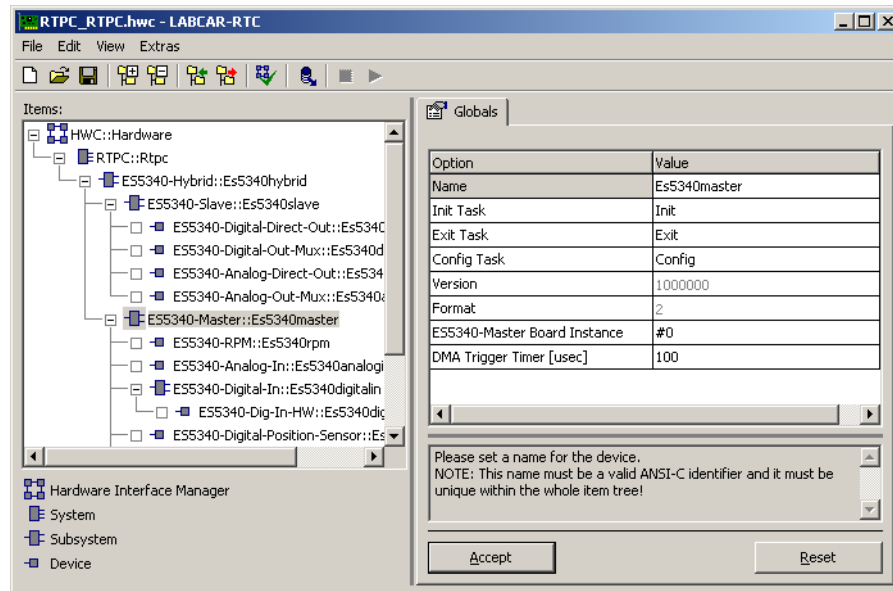 RTPC_RTPC.hwc - LABCAR-RTC
File Edit View Extras
Items:
HWC::Hardware
RTPC::Rtpc
ES5340-Hybrid::Es5340hybrid
ES5340-Slave::Es5340slave
ES5340-Digital-Direct-Out::Es534
ES5340-Digital-Out-Mux::Es5340d
ES5340-Analog-Direct-Out::Es534
ES5340-Analog-Out-Mux::Es5340a
ES5340-Master::Es5340master
ES5340-RPM::Es5340rpm
ES5340-Analog-In::Es5340analogi
ES5340-Digital-In::Es5340digitalin
ES5340-Dig-In-HW::Es5340dig
ES5340-Digital-Position-Sensor::Es
Hardware Interface Manager
System
Subsystem
Device
Globals
Option Value
Name Es5340master
Init Task Init
Exit Task Exit
Config Task Config
Version 1000000
Format 2
ES5340-Master Board Instance #0
DMA Trigger Timer [usec] 100
Please set a name for the device.
NOTE: This name must be a valid ANSI-C identifier and it must be
unique within the whole item tree!
Accept Reset